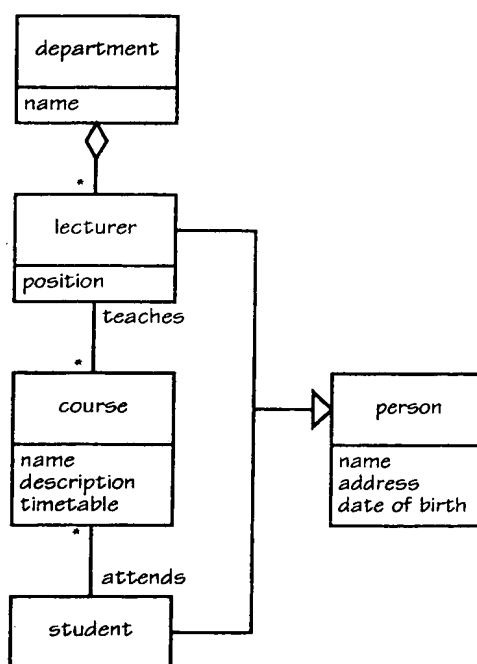 department
name
*
lecturer
position
teaches
*
course
name
description
timetable
*
attends
student
person
name
address
date of birth